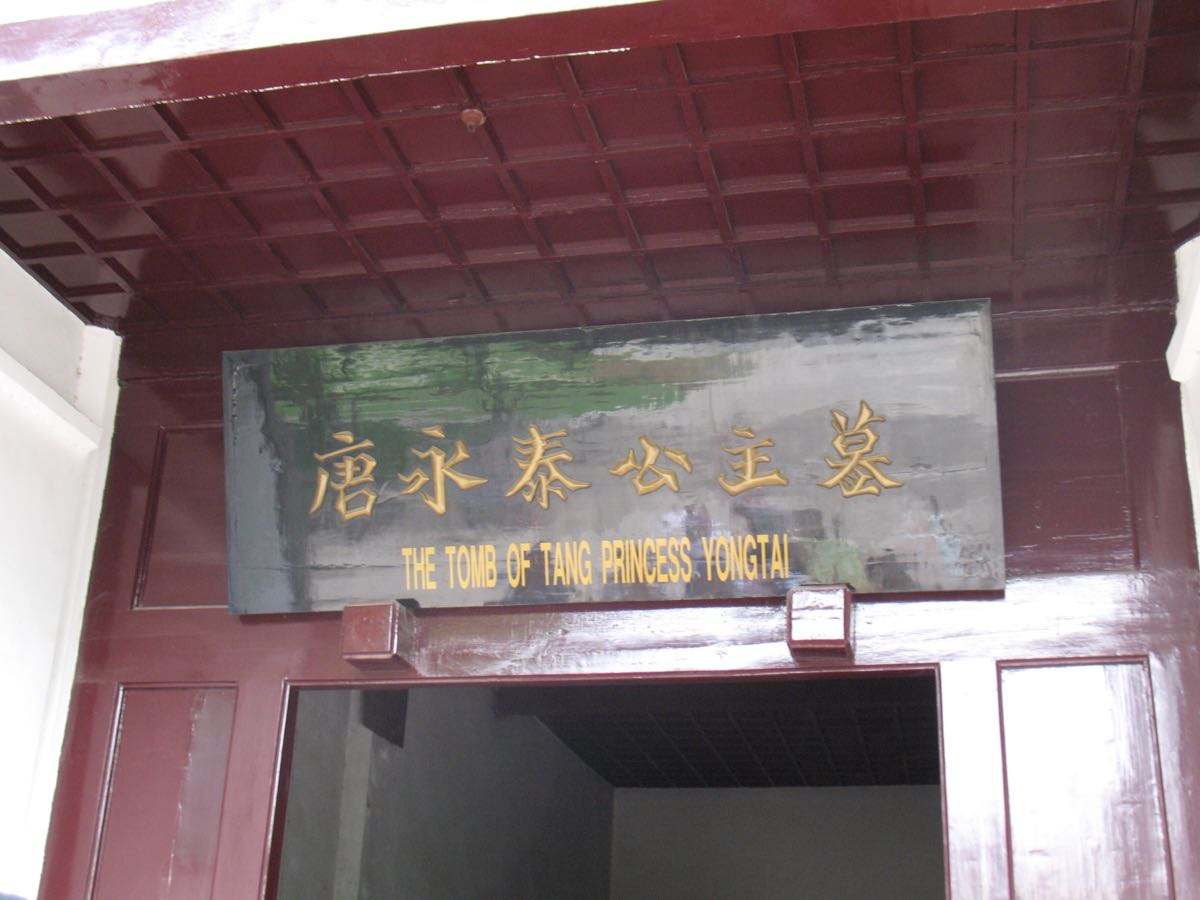 唐永泰公主墓
THE TOMB OF TANG PRINCESS YONGTAI